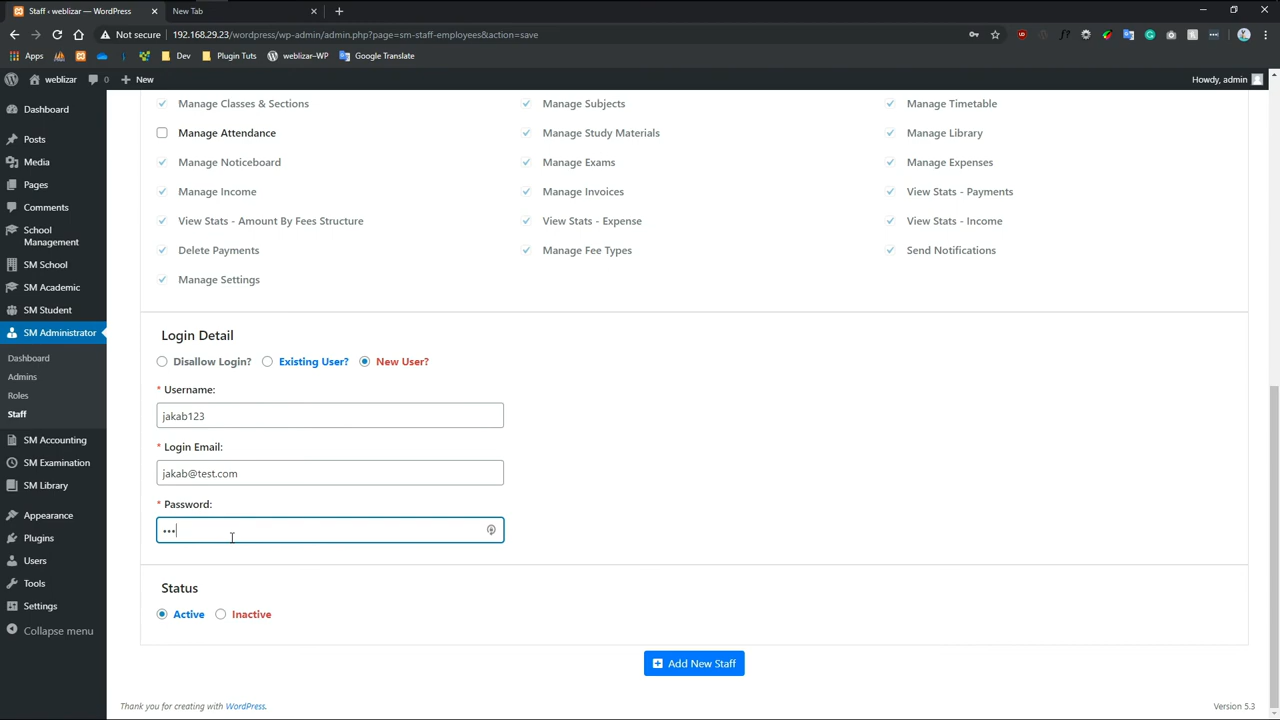 Staff ‹ weblizar — WordPress
New Tab
Not secure
192.168.29.23/wordpress/wp-admin/admin.php?page=sm-staff-employees&action=save
Apps
Dev
Plugin Tuts
weblizar-WP
Google Translate
weblizar
0
New
Howdy, admin
Dashboard
Posts
Media
Pages
Comments
School
Management
SM School
SM Academic
SM Student
SM Administrator
Dashboard
Admins
Roles
Staff
SM Accounting
SM Examination
SM Library
Appearance
Plugins
Users
Tools
Settings
Collapse menu
Manage Classes & Sections
Manage Subjects
Manage Timetable
Manage Attendance
Manage Study Materials
Manage Library
Manage Noticeboard
Manage Exams
Manage Expenses
Manage Income
Manage Invoices
View Stats - Payments
View Stats - Amount By Fees Structure
View Stats - Expense
View Stats - Income
Delete Payments
Manage Fee Types
Send Notifications
Manage Settings
Login Detail
Disallow Login?
Existing User?
New User?
* Username:
jakab123
* Login Email:
jakab@test.com
* Password:
•••
Status
Active
Inactive
Add New Staff
Thank you for creating with WordPress.
Version 5.3